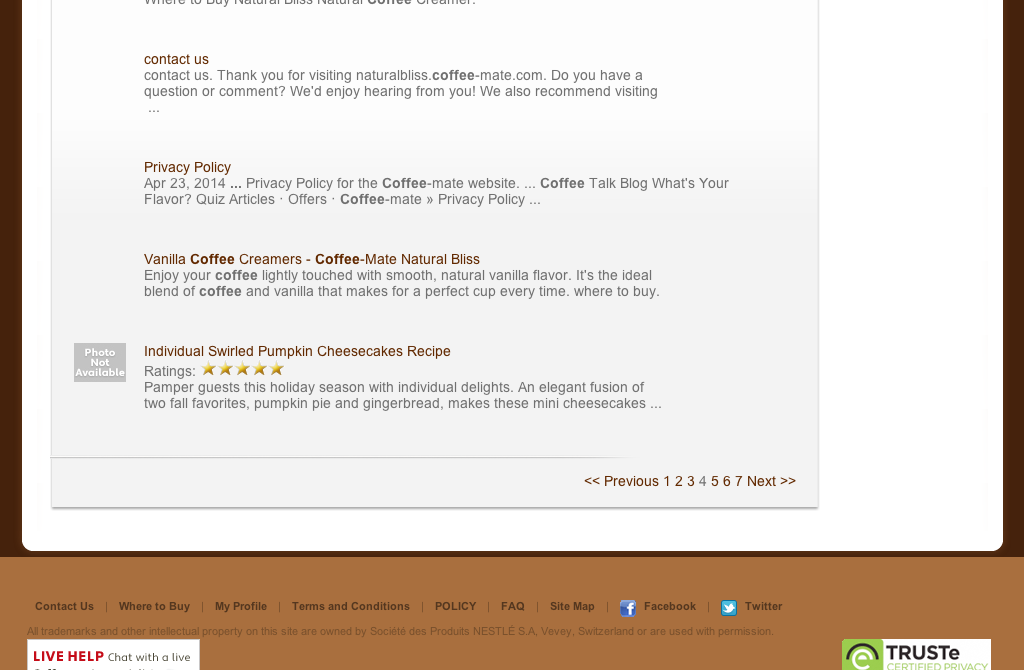 Where to Buy Natural Bliss Natural Coffee Creamer.
contact us
contact us. Thank you for visiting naturalbliss.coffee-mate.com. Do you have a
question or comment? We'd enjoy hearing from you! We also recommend visiting
...
Privacy Policy
Apr 23, 2014 ... Privacy Policy for the Coffee-mate website. ... Coffee Talk Blog What's Your
Flavor? Quiz Articles · Offers · Coffee-mate » Privacy Policy ...
Vanilla Coffee Creamers - Coffee-Mate Natural Bliss
Enjoy your coffee lightly touched with smooth, natural vanilla flavor. It's the ideal
blend of coffee and vanilla that makes for a perfect cup every time. where to buy.
Photo
Not
Available
Individual Swirled Pumpkin Cheesecakes Recipe
Ratings:
Pamper guests this holiday season with individual delights. An elegant fusion of
two fall favorites, pumpkin pie and gingerbread, makes these mini cheesecakes ...
<< Previous 1 2 3 4 5 6 7 Next >>
Contact Us | Where to Buy | My Profile | Terms and Conditions | POLICY | FAQ | Site Map | Facebook | Twitter
All trademarks and other intellectual property on this site are owned by Société des Produits NESTLÉ S.A, Vevey, Switzerland or are used with permission.
LIVE HELP Chat with a live
TRUSTe
CERTIFIED PRIVACY